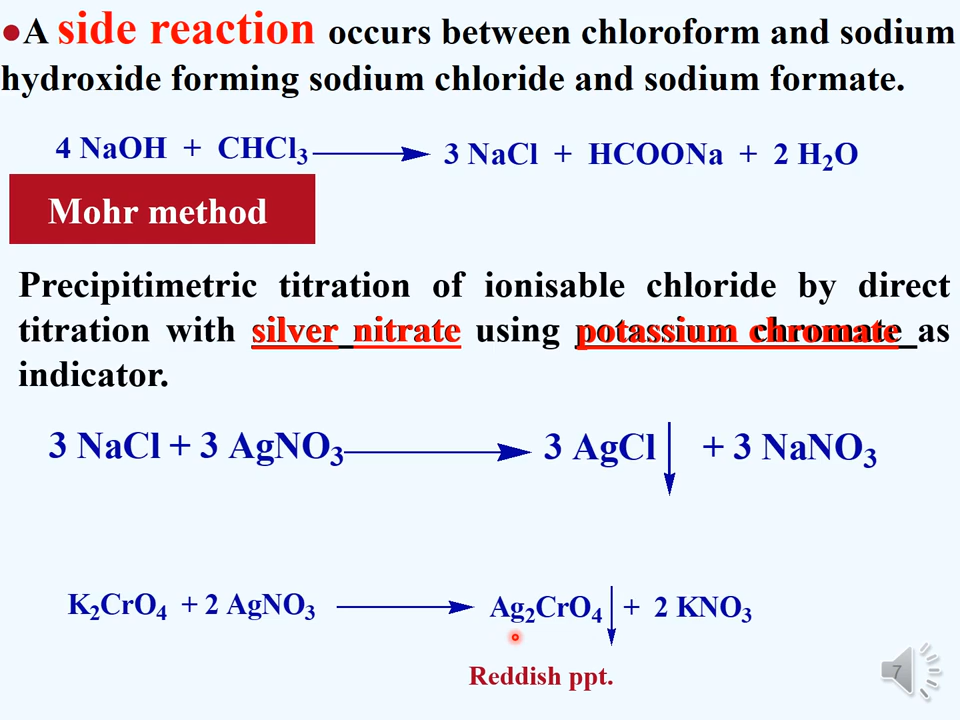 ●A side reaction occurs between chloroform and sodium
hydroxide forming sodium chloride and sodium formate.
4 NaOH + CHCl3 → 3 NaCl + HCOONa + 2 H2O
Mohr method
Precipitimetric titration of ionisable chloride by direct
titration with silver nitrate using potassium chromate as
indicator.
3 NaCl + 3 AgNO3 → 3 AgCl ↓ + 3 NaNO3
K2CrO4 + 2 AgNO3 → Ag2CrO4 ↓ + 2 KNO3
Reddish ppt.
7